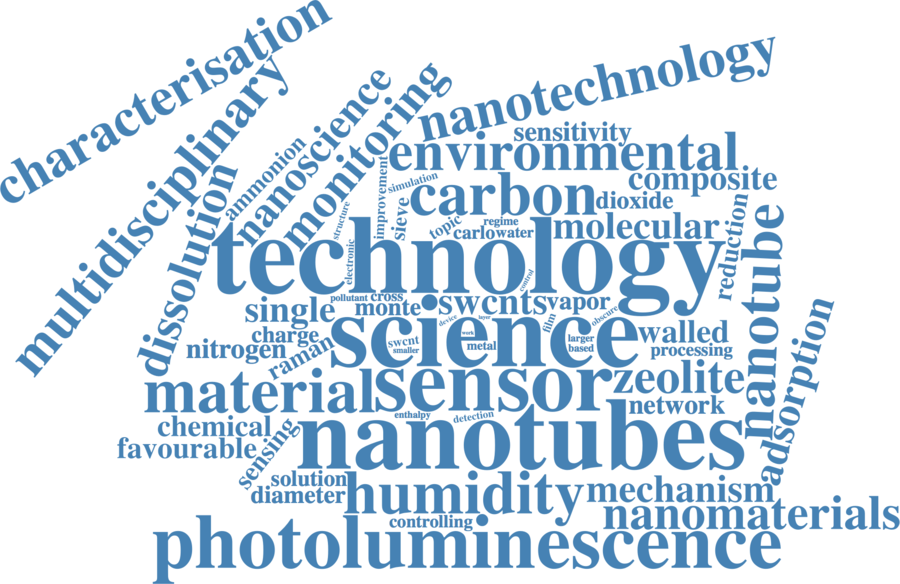 characterisation
multidisciplinary
nanoscience
monitoring
nanotechnology
sensitivity
environmental
ammonion
dissolution
improvement
simulation
carbon
composite
dioxide
structure
sieve
topic
regime
carlo
water
molecular
reduction
nanotube
technology
electronic
control
pollutant
cross
single
monte
swcnts
vapor
obscure
film
device
layer
science
work
walled
charge
nitrogen
raman
swcnt
smaller
metal
larger
based
processing
adsorption
material
sensor
zeolite
network
enthalpy
detection
chemical
favourable
sensing
nanotubes
solution
diameter
humidity
mechanism
nanomaterials
controlling
photoluminescence